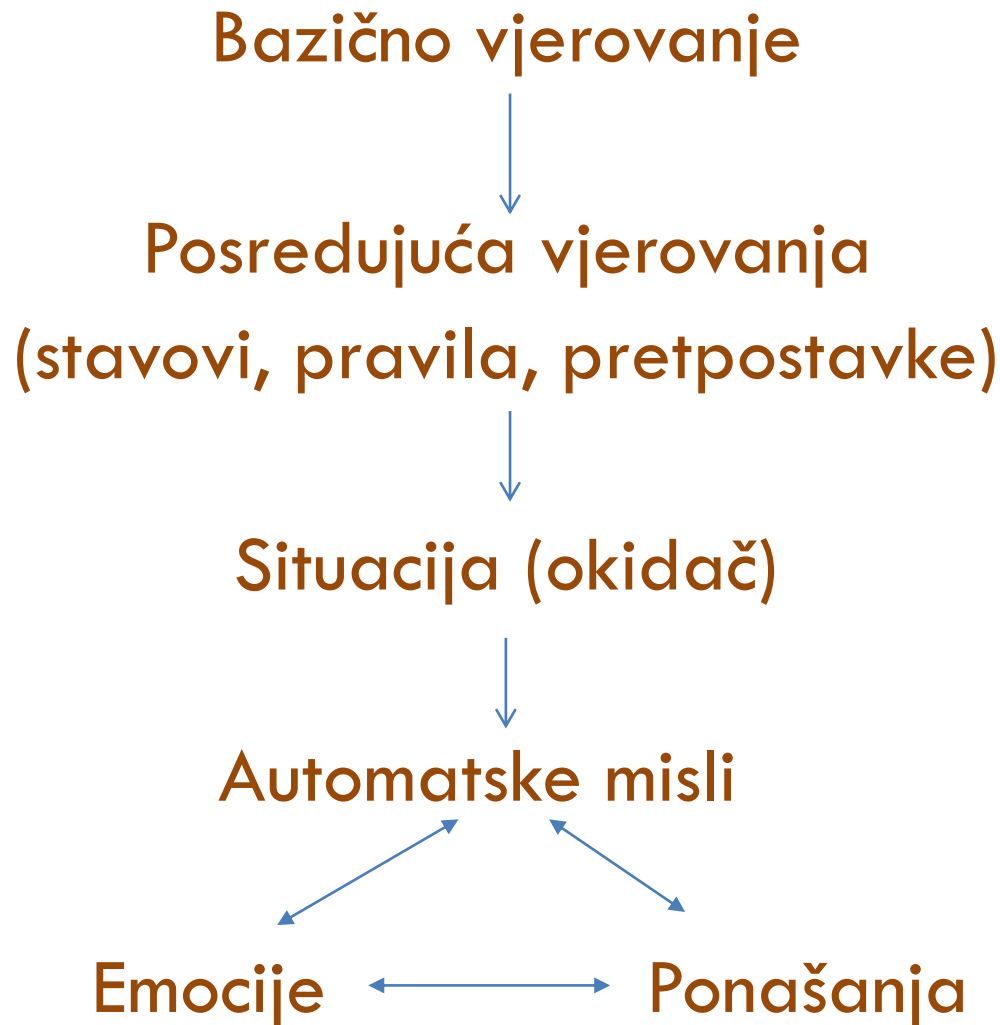 Bazično vjerovanje
Posredujuća vjerovanja
(stavovi, pravila, pretpostavke)
Situacija (okidač)
Automatske misli
Emocije Ponašanja